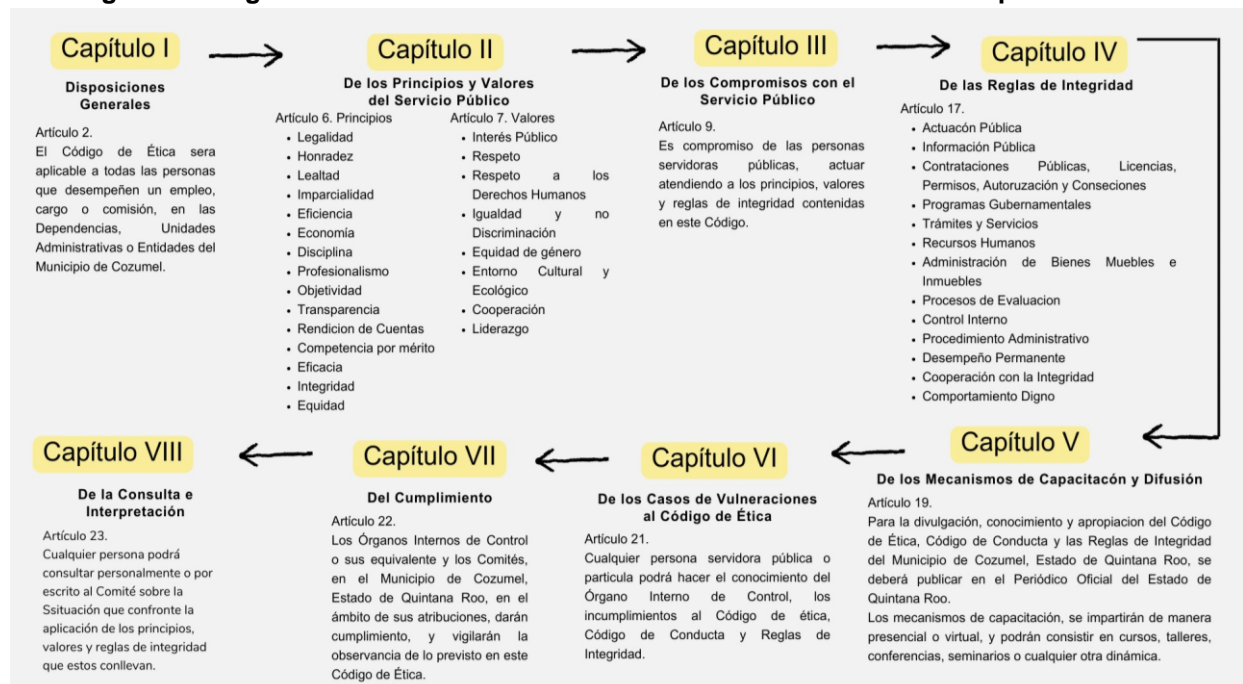 Capítulo I
Disposiciones
Generales
Artículo 2.
El Código de Ética sera
aplicable a todas las personas
que desempeñen un empleo,
cargo o comisión, en las
Dependencias, Unidades
Administrativas o Entidades del
Municipio de Cozumel.
Capítulo II
De los Principios y Valores
del Servicio Público
Artículo 6. Principios
• Legalidad
• Honradez
• Lealtad
• Imparcialidad
• Eficiencia
• Economía
• Disciplina
• Profesionalismo
• Objetividad
• Transparencia
• Rendicion de Cuentas
• Competencia por mérito
• Eficacia
• Integridad
• Equidad
Artículo 7. Valores
• Interés Público
• Respeto
• Respeto a los
Derechos Humanos
• Igualdad y no
Discriminación
• Equidad de género
• Entorno Cultural y
Ecológico
• Cooperación
• Liderazgo
Capítulo III
De los Compromisos con el
Servicio Público
Artículo 9.
Es compromiso de las personas
servidoras públicas, actuar
atendiendo a los principios, valores
y reglas de integridad contenidas
en este Código.
Capítulo IV
De las Reglas de Integridad
Artículo 17.
• Actuacón Pública
• Información Pública
• Contrataciones Públicas, Licencias,
Permisos, Autoruzación y Conseciones
• Programas Gubernamentales
• Trámites y Servicios
• Recursos Humanos
• Administración de Bienes Muebles e
Inmuebles
• Procesos de Evaluacion
• Control Interno
• Procedimiento Administrativo
• Desempeño Permanente
• Cooperación con la Integridad
• Comportamiento Digno
Capítulo V
De los Mecanismos de Capacitacón y Difusión
Artículo 19.
Para la divulgación, conocimiento y apropiacion del Código
de Ética, Código de Conducta y las Reglas de Integridad
del Municipio de Cozumel, Estado de Quintana Roo, se
deberá publicar en el Periódico Oficial del Estado de
Quintana Roo.
Los mecanismos de capacitación, se impartirán de manera
presencial o virtual, y podrán consistir en cursos, talleres,
conferencias, seminarios o cualquier otra dinámica.
Capítulo VI
De los Casos de Vulneraciones
al Código de Ética
Artículo 21.
Cualquier persona servidora pública o
particula podrá hacer el conocimiento del
Órgano Interno de Control, los
incumplimientos al Código de ética,
Código de Conducta y Reglas de
Integridad.
Capítulo VII
Del Cumplimiento
Artículo 22.
Los Órganos Internos de Control
o sus equivalente y los Comités,
en el Municipio de Cozumel,
Estado de Quintana Roo, en el
ámbito de sus atribuciones, darán
cumplimiento, y vigilarán la
observancia de lo previsto en este
Código de Ética.
Capítulo VIII
De la Consulta e
Interpretación
Artículo 23.
Cualquier persona podrá
consultar personalmente o por
escrito al Comité sobre la
Ssituación que confronte la
aplicación de los principios,
valores y reglas de integridad
que estos conllevan.